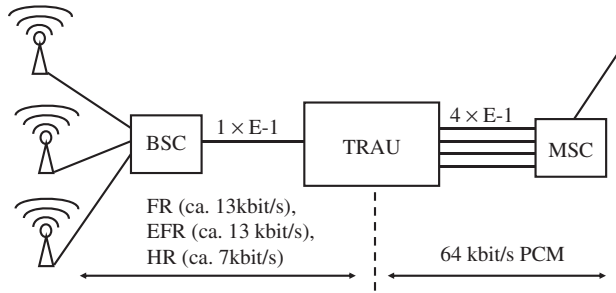 BSC
1 × E-1
TRAU
4 × E-1
MSC
FR (ca. 13kbit/s),
EFR (ca. 13 kbit/s),
HR (ca. 7kbit/s)
64 kbit/s PCM